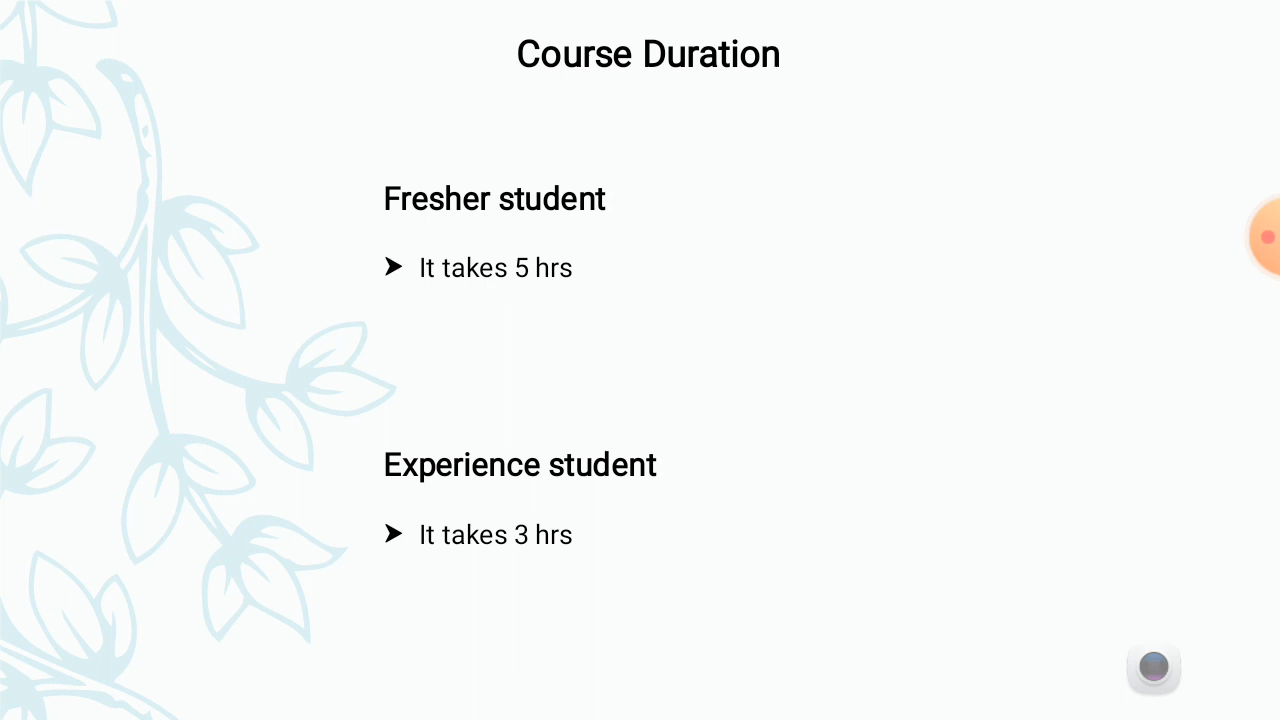 Course Duration
Fresher student
➤ It takes 5 hrs
Experience student
➤ It takes 3 hrs